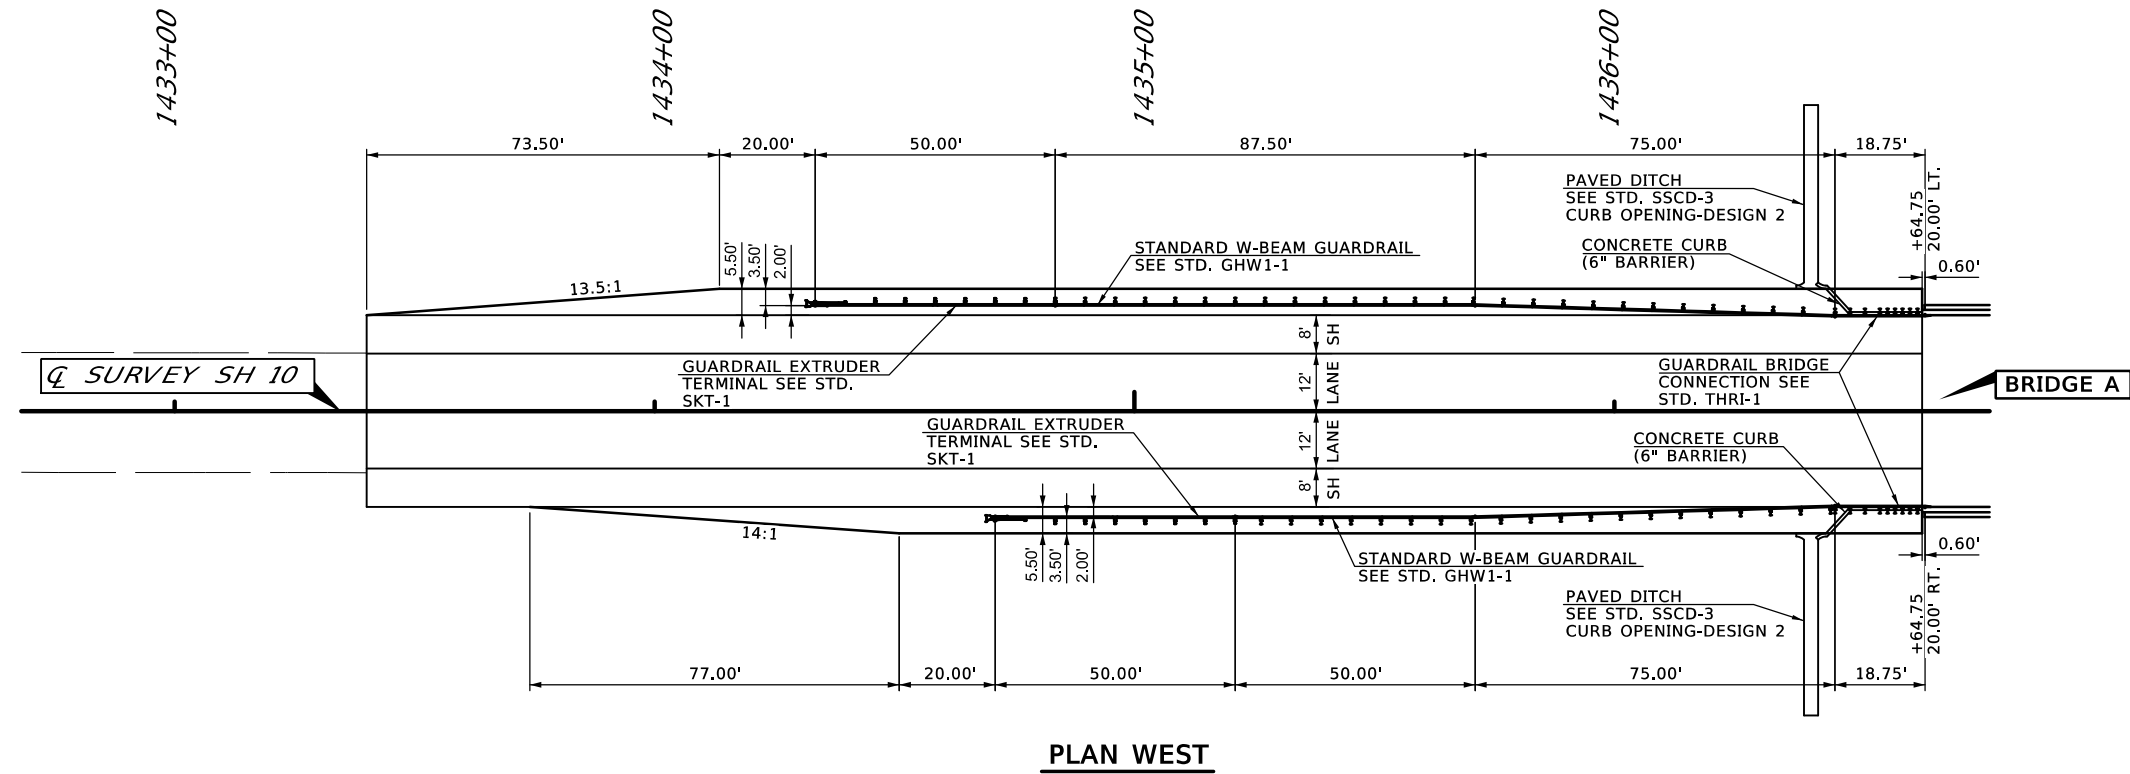 1433+00
1434+00
1435+00
1436+00
73.50'
20.00'
50.00'
87.50'
75.00'
18.75'
PAVED DITCH
SEE STD. SSCD-3
CURB OPENING-DESIGN 2
+64.75
20.00' LT.
CONCRETE CURB
(6" BARRIER)
0.60'
STANDARD W-BEAM GUARDRAIL
SEE STD. GHW1-1
5.50'
3.50'
2.00'
13.5:1
8'
SH
GUARDRAIL EXTRUDER
TERMINAL SEE STD.
SKT-1
12'
LANE
GUARDRAIL BRIDGE
CONNECTION SEE
STD. THRI-1
℄ SURVEY SH 10
BRIDGE A
GUARDRAIL EXTRUDER
TERMINAL SEE STD.
SKT-1
12'
LANE
CONCRETE CURB
(6" BARRIER)
8'
SH
14:1
5.50'
3.50'
2.00'
STANDARD W-BEAM GUARDRAIL
SEE STD. GHW1-1
0.60'
PAVED DITCH
SEE STD. SSCD-3
CURB OPENING-DESIGN 2
+64.75
20.00' RT.
77.00'
20.00'
50.00'
50.00'
75.00'
18.75'
PLAN WEST